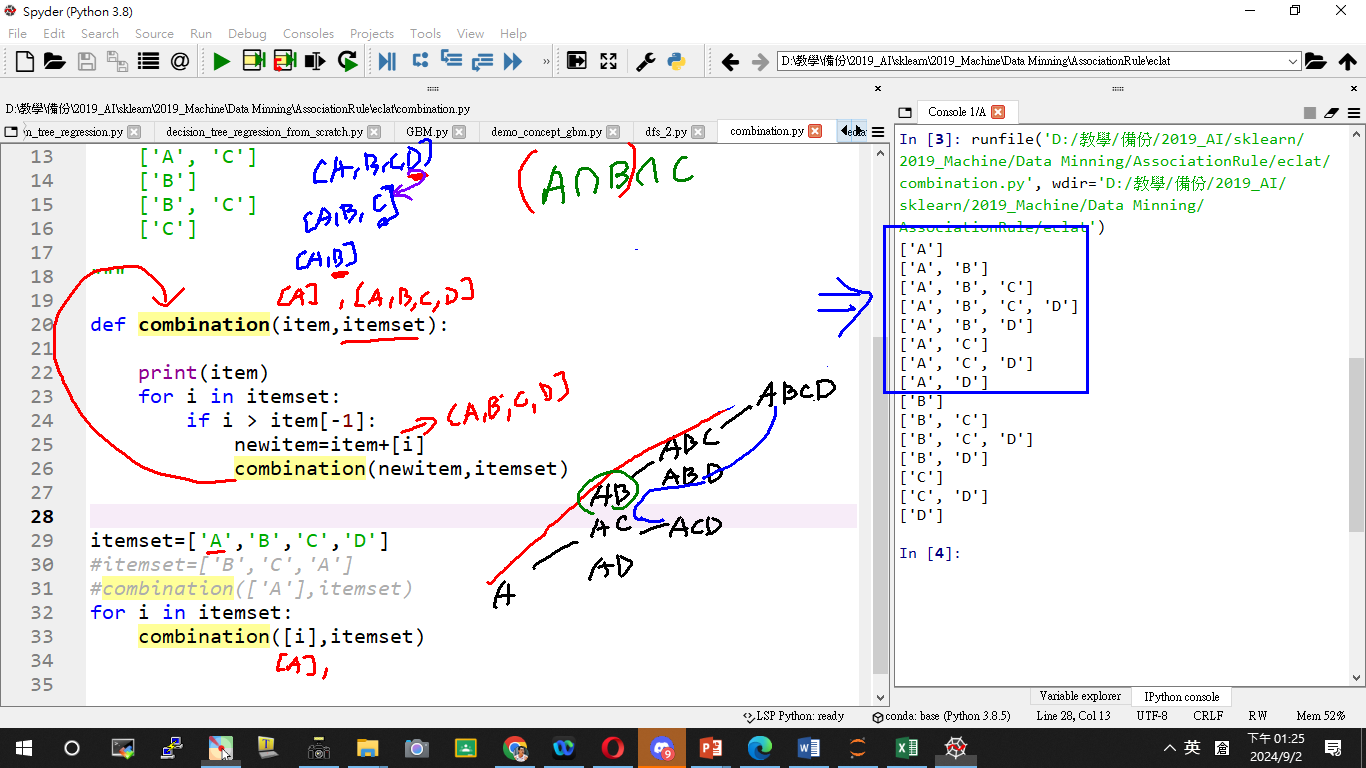 Spyder (Python 3.8)
File Edit Search Source Run Debug Consoles Projects Tools View Help
D:\教學\備份\2019_AI\sklearn\2019_Machine\Data Minning\AssociationRule\eclat
D:\教學\備份\2019_AI\sklearn\2019_Machine\Data Minning\AssociationRule\eclat\combination.py
n_tree_regression.py decision_tree_regression_from_scratch.py GBM.py demo_concept_gbm.py dfs_2.py combination.py
13 ['A', 'C']
14 ['B']
15 ['B', 'C']
16 ['C']
17
18 """
19
20 def combination(item,itemset):
21
22 print(item)
23 for i in itemset:
24 if i > item[-1]:
25 newitem=item+[i]
26 combination(newitem,itemset)
27
28
29 itemset=['A','B','C','D']
30 #itemset=['B','C','A']
31 #combination(['A'],itemset)
32 for i in itemset:
33 combination([i],itemset)
34
35
[A,B,C,D]
[A,B,C]
[A,B]
[A] , [A,B,C,D]
(A∩B)∩C
[A,B,C,D]
ABCD
ABC
ABD
AB
AC ACD
AD
A
[A],
Console 1/A
In [3]: runfile('D:/教學/備份/2019_AI/sklearn/
2019_Machine/Data Minning/AssociationRule/eclat/
combination.py', wdir='D:/教學/備份/2019_AI/
sklearn/2019_Machine/Data Minning/
AssociationRule/eclat')
['A']
['A', 'B']
['A', 'B', 'C']
['A', 'B', 'C', 'D']
['A', 'B', 'D']
['A', 'C']
['A', 'C', 'D']
['A', 'D']
['B']
['B', 'C']
['B', 'C', 'D']
['B', 'D']
['C']
['C', 'D']
['D']
In [4]:
Variable explorer IPython console
LSP Python: ready conda: base (Python 3.8.5) Line 28, Col 13 UTF-8 CRLF RW Mem 52%
英 下午 01:25
2024/9/2